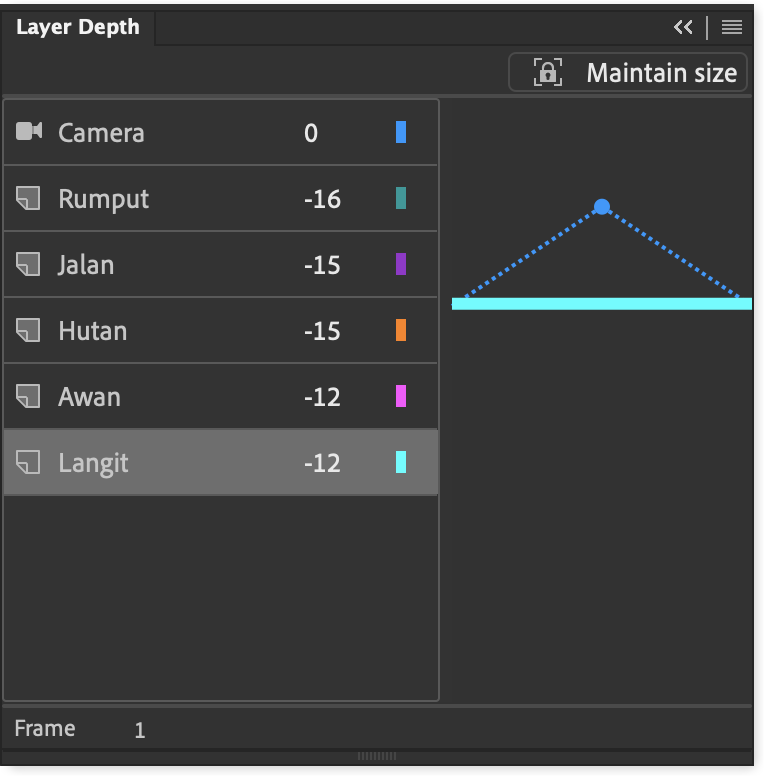 Layer Depth
Maintain size
Camera 0
Rumput -16
Jalan -15
Hutan -15
Awan -12
Langit -12
Frame 1